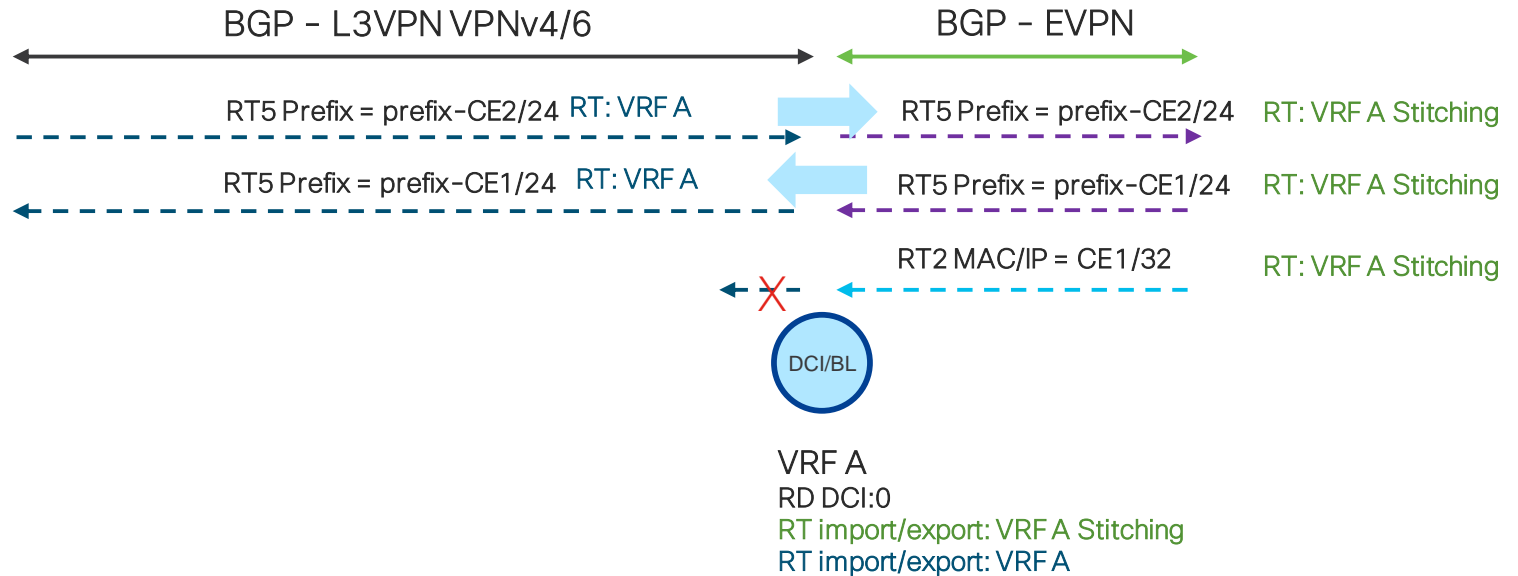 BGP - L3VPN VPNv4/6
BGP - EVPN
RT5 Prefix = prefix-CE2/24 RT: VRF A
RT5 Prefix = prefix-CE2/24 RT: VRF A Stitching
RT5 Prefix = prefix-CE1/24 RT: VRF A
RT5 Prefix = prefix-CE1/24 RT: VRF A Stitching
RT2 MAC/IP = CE1/32 RT: VRF A Stitching
DCI/BL
VRF A
RD DCI:0
RT import/export: VRF A Stitching
RT import/export: VRF A